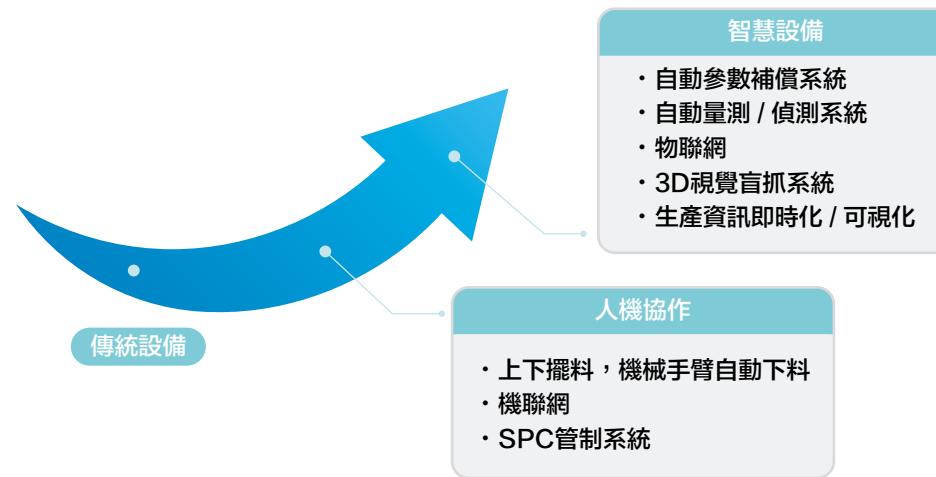 智慧設備
・自動參數補償系統
・自動量測 / 偵測系統
・物聯網
・3D視覺盲抓系統
・生產資訊即時化 / 可視化
傳統設備
人機協作
・上下擺料，機械手臂自動下料
・機聯網
・SPC管制系統